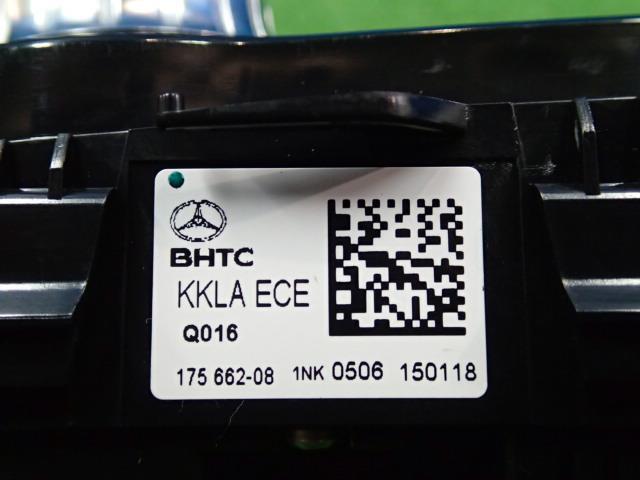 BHTC
KKLA ECE
Q016
175 662-08 1NK 0506 150118